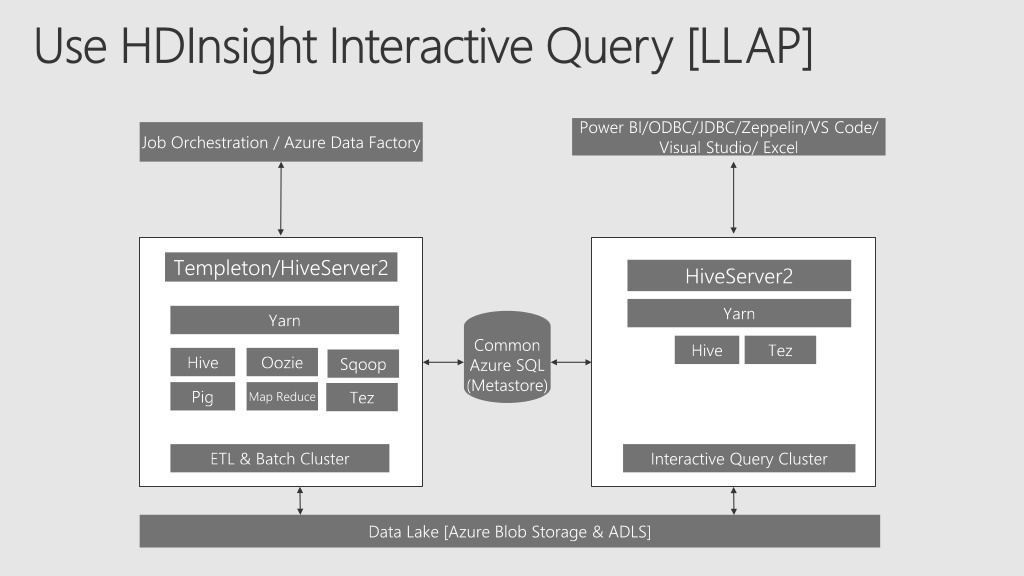 Use HDInsight Interactive Query [LLAP]
Job Orchestration / Azure Data Factory
Power BI/ODBC/JDBC/Zeppelin/VS Code/
Visual Studio/ Excel
Templeton/HiveServer2
Yarn
Hive
Oozie
Sqoop
Pig
Map Reduce
Tez
ETL & Batch Cluster
Common
Azure SQL
(Metastore)
HiveServer2
Yarn
Hive
Tez
Interactive Query Cluster
Data Lake [Azure Blob Storage & ADLS]